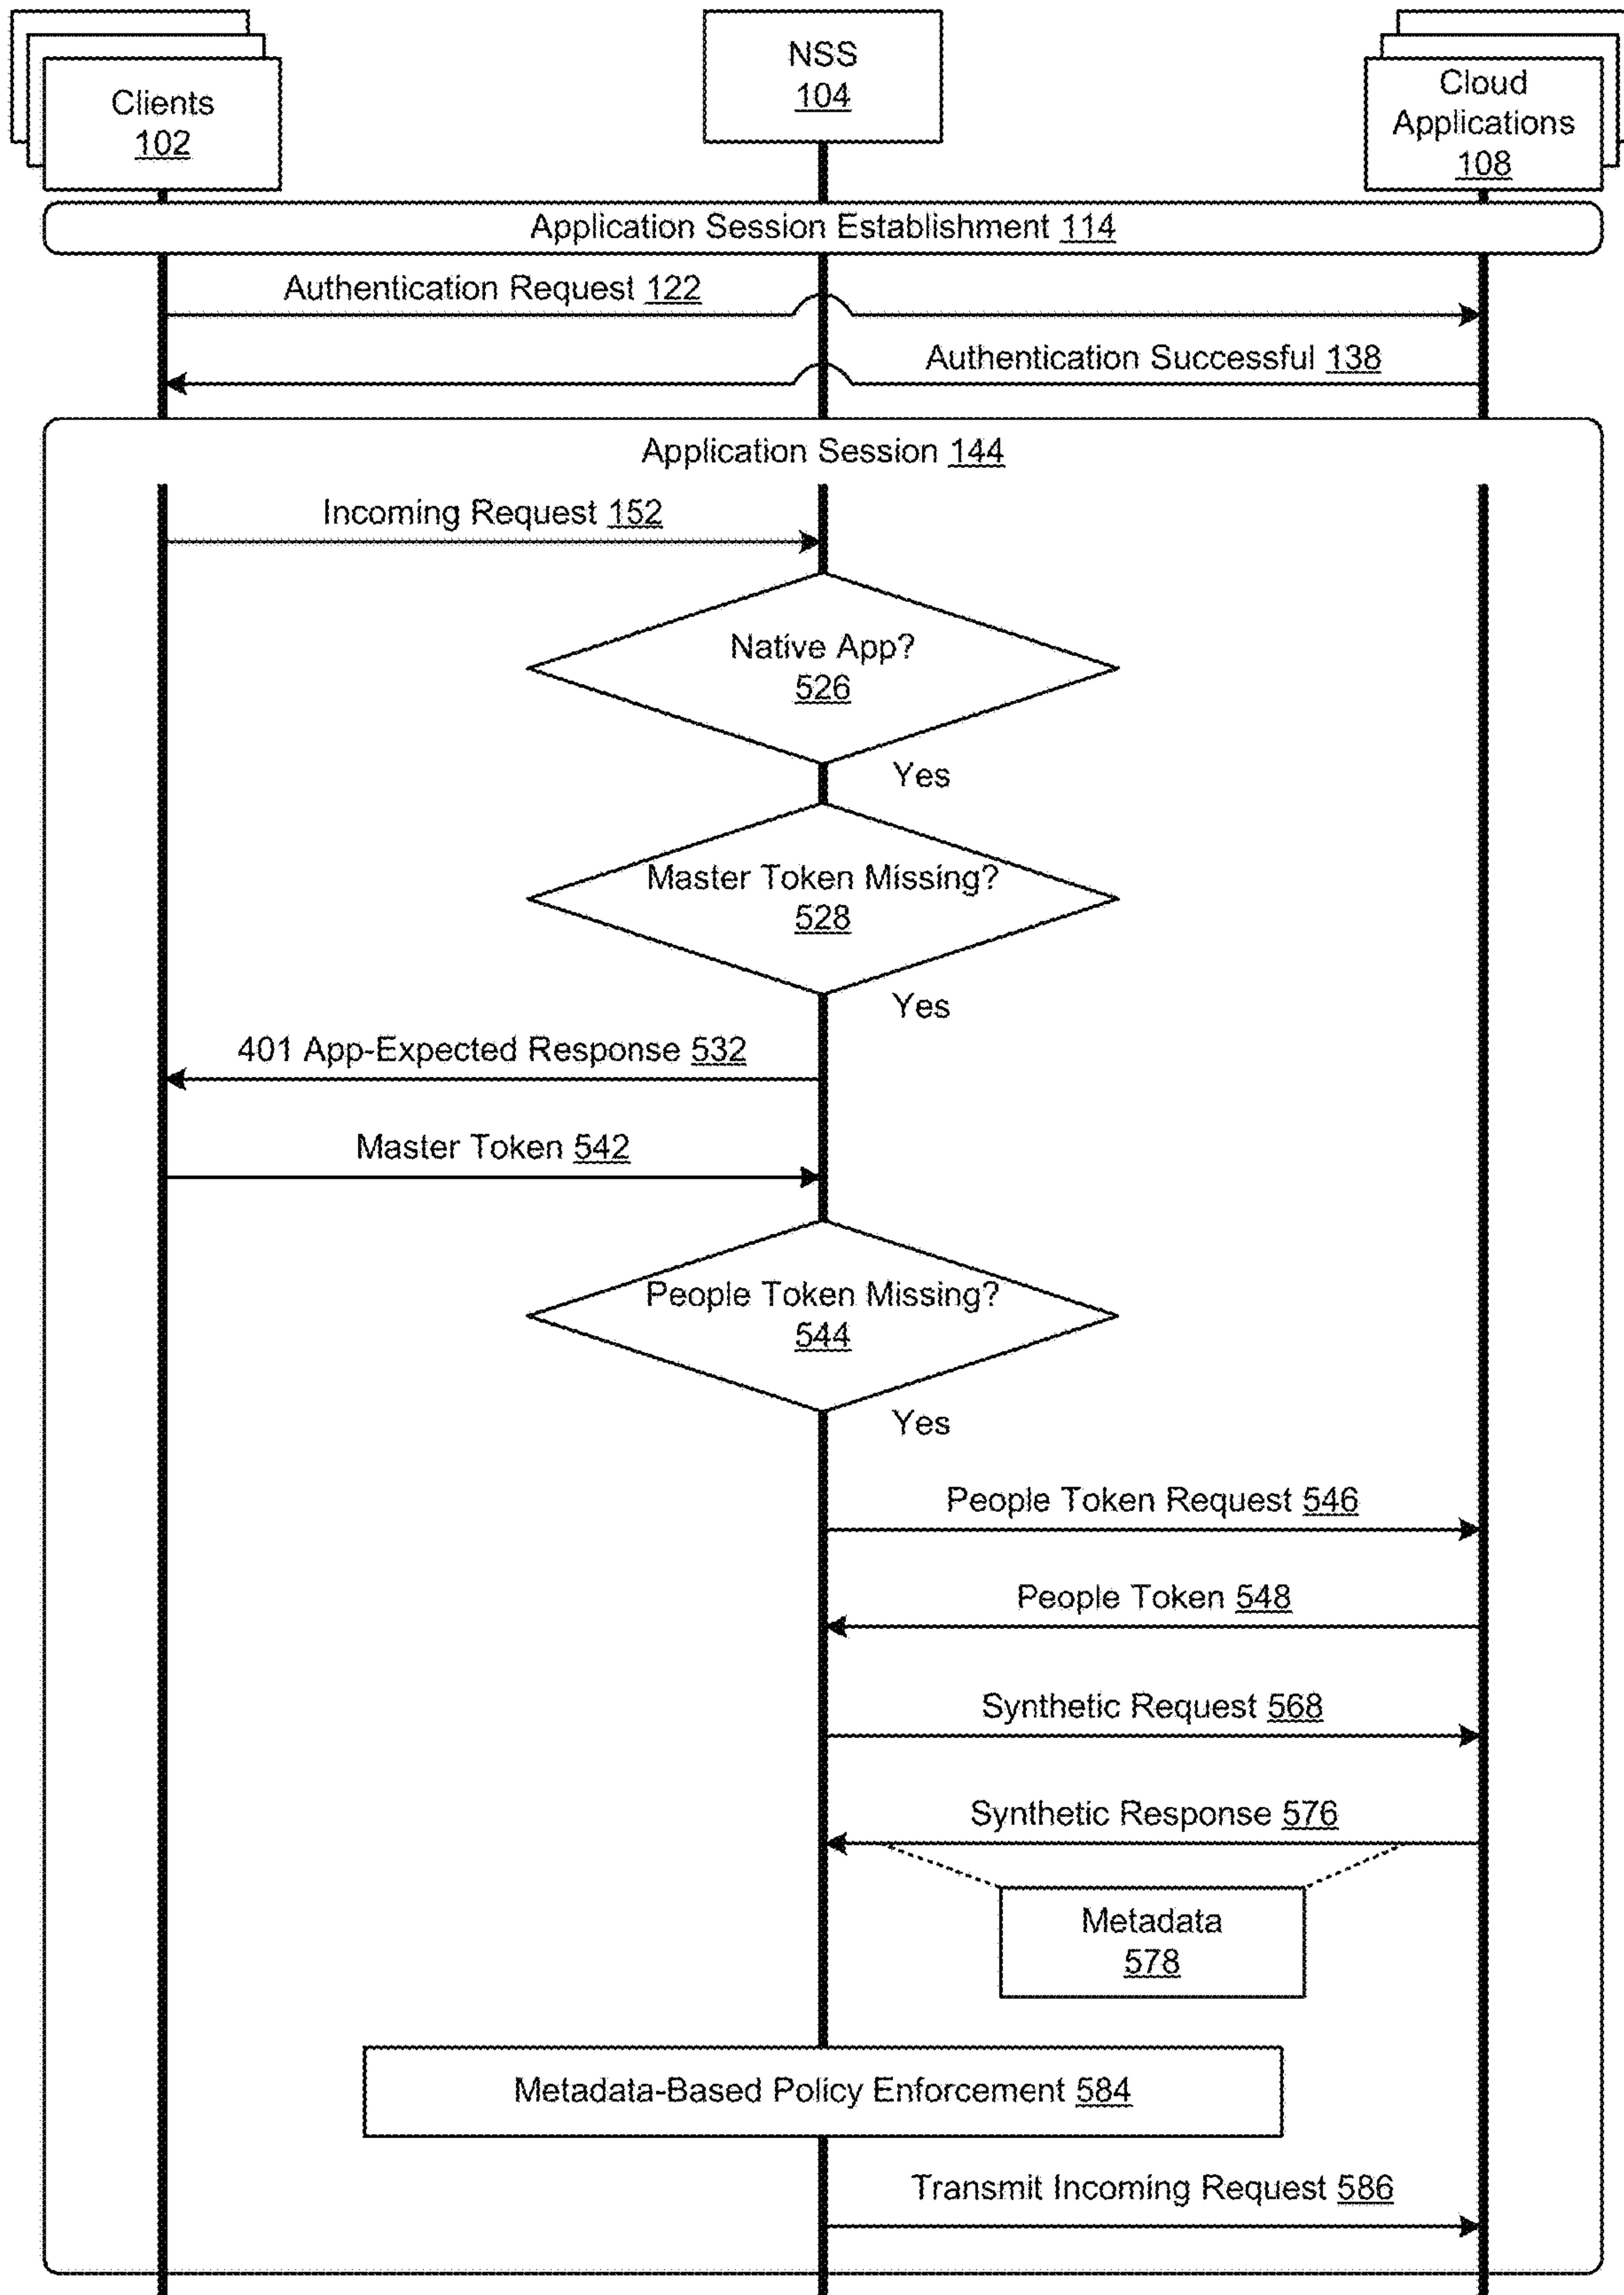 Clients
102
NSS
104
Cloud
Applications
108
Application Session Establishment 114
Authentication Request 122
Authentication Successful 138
Application Session 144
Incoming Request 152
Native App?
526
Yes
Master Token Missing?
528
Yes
401 App-Expected Response 532
Master Token 542
People Token Missing?
544
Yes
People Token Request 546
People Token 548
Synthetic Request 568
Synthetic Response 576
Metadata
578
Metadata-Based Policy Enforcement 584
Transmit Incoming Request 586